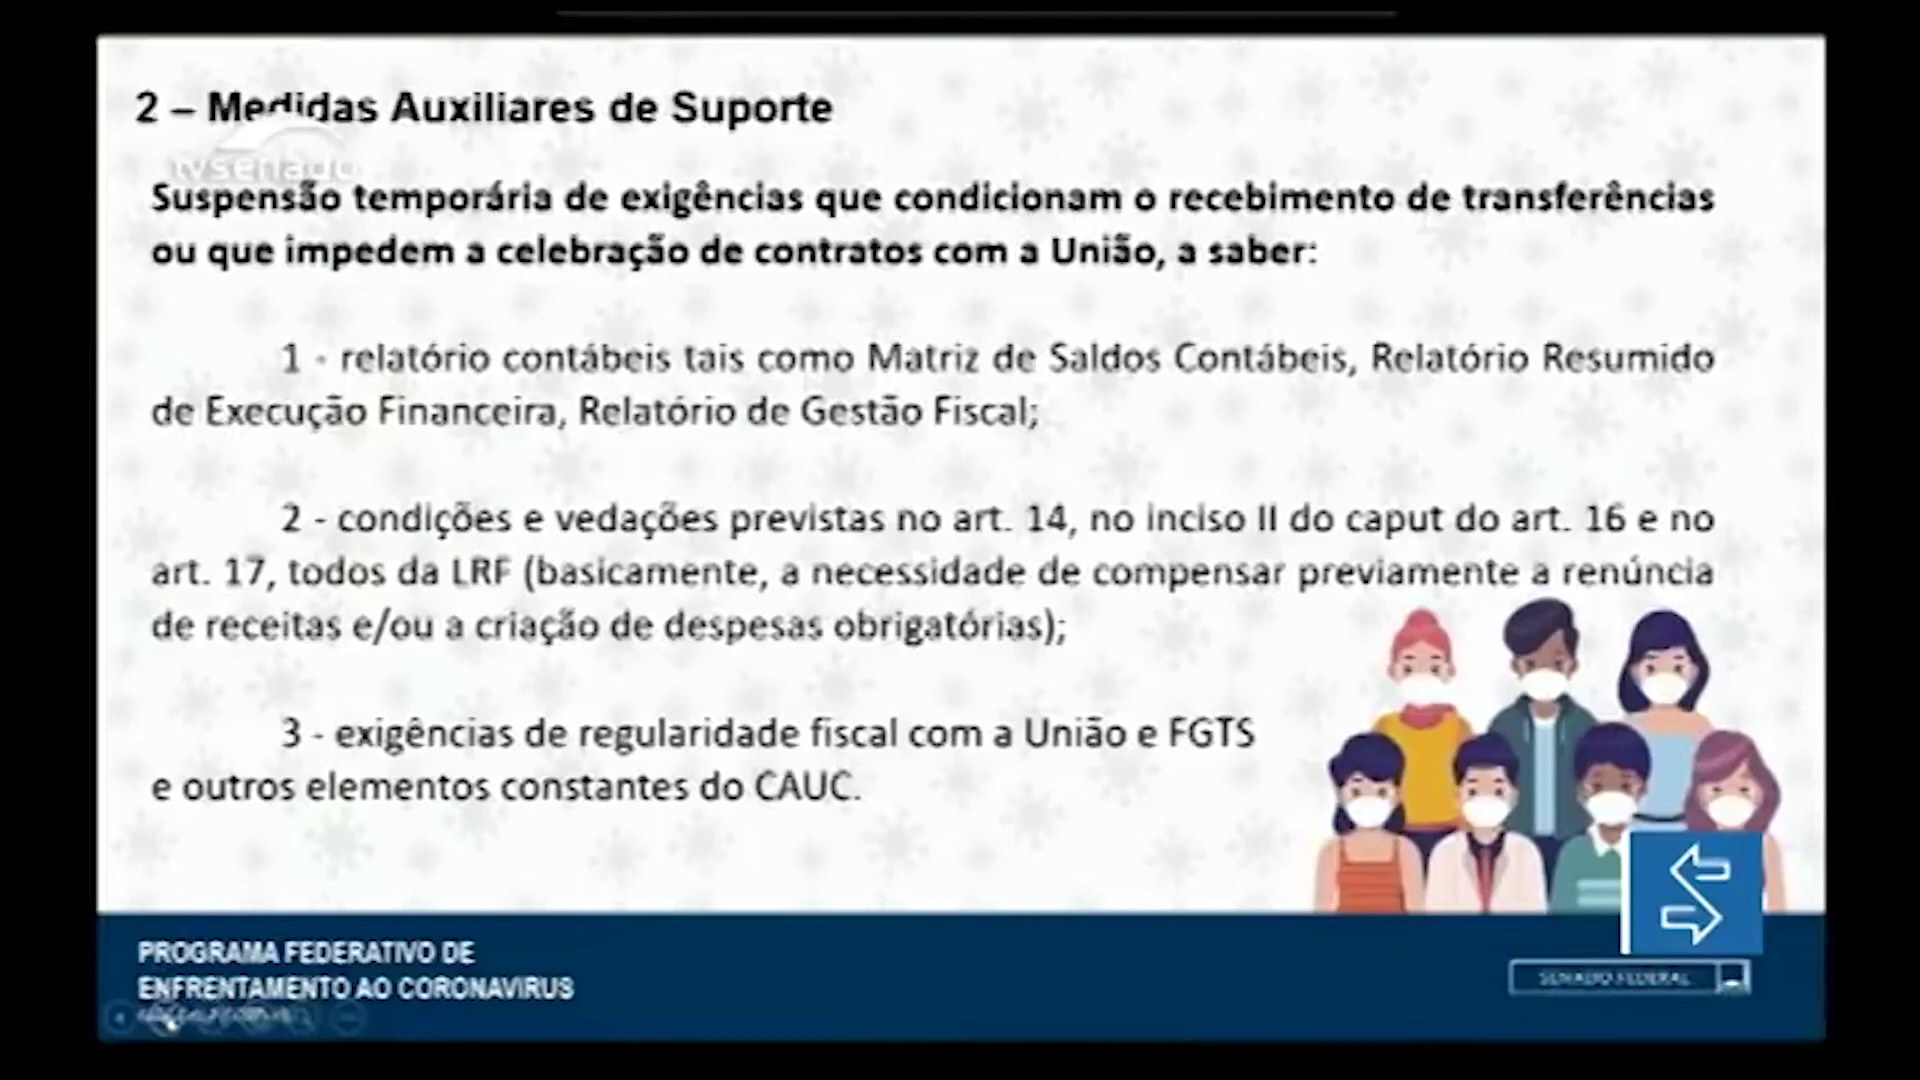 2 – Medidas Auxiliares de Suporte
tvsenado
Suspensão temporária de exigências que condicionam o recebimento de transferências
ou que impedem a celebração de contratos com a União, a saber:
1 - relatório contábeis tais como Matriz de Saldos Contábeis, Relatório Resumido
de Execução Financeira, Relatório de Gestão Fiscal;
2 - condições e vedações previstas no art. 14, no inciso II do caput do art. 16 e no
art. 17, todos da LRF (basicamente, a necessidade de compensar previamente a renúncia
de receitas e/ou a criação de despesas obrigatórias);
3 - exigências de regularidade fiscal com a União e FGTS
e outros elementos constantes do CAUC.
PROGRAMA FEDERATIVO DE
ENFRENTAMENTO AO CORONAVIRUS
SENADO FEDERAL